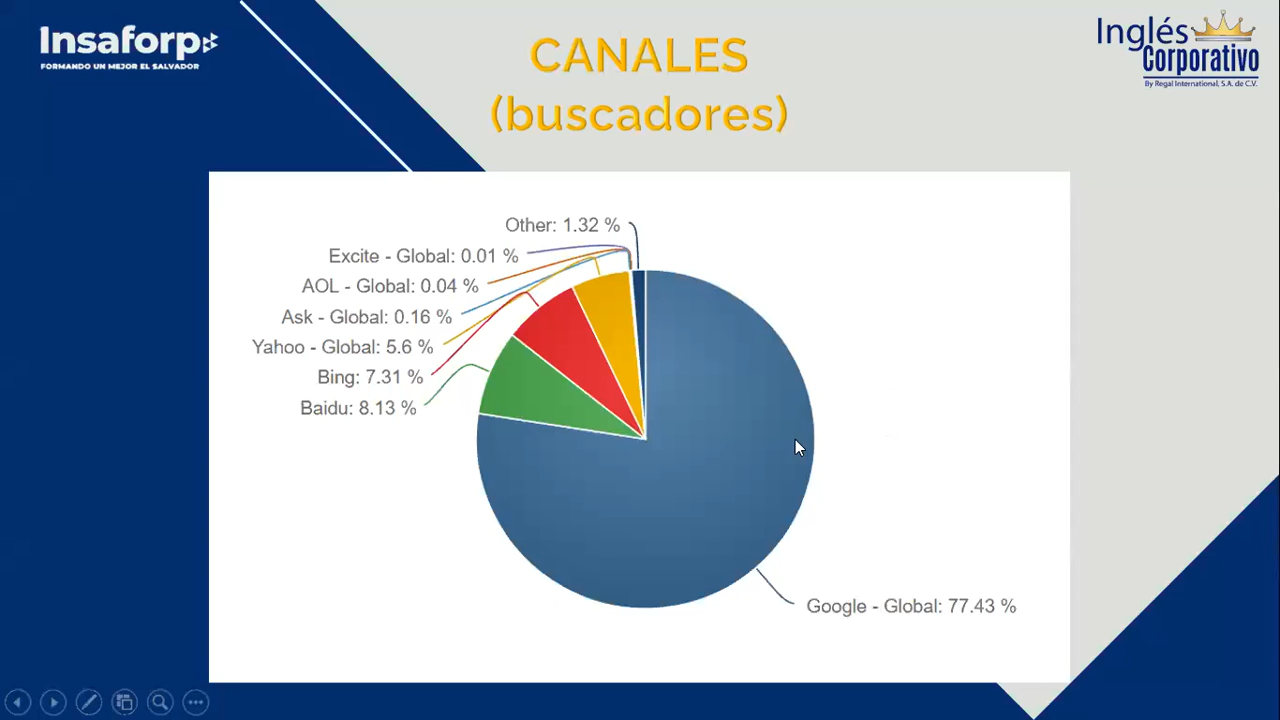 Insaforp
FORMANDO UN MEJOR EL SALVADOR
CANALES
(buscadores)
Inglés
Corporativo
By Regal International, S.A. de C.V.
Other: 1.32 %
Excite - Global: 0.01 %
AOL - Global: 0.04 %
Ask - Global: 0.16 %
Yahoo - Global: 5.6 %
Bing: 7.31 %
Baidu: 8.13 %
Google - Global: 77.43 %